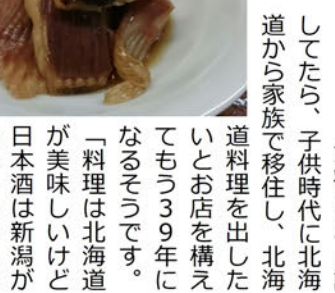 してたら、子供時代に北海
道から家族で移住し、北海
道料理を出した
いとお店を構え
てもう39年に
なるそうです。
「料理は北海道
が美味しいけど
日本酒は新潟が